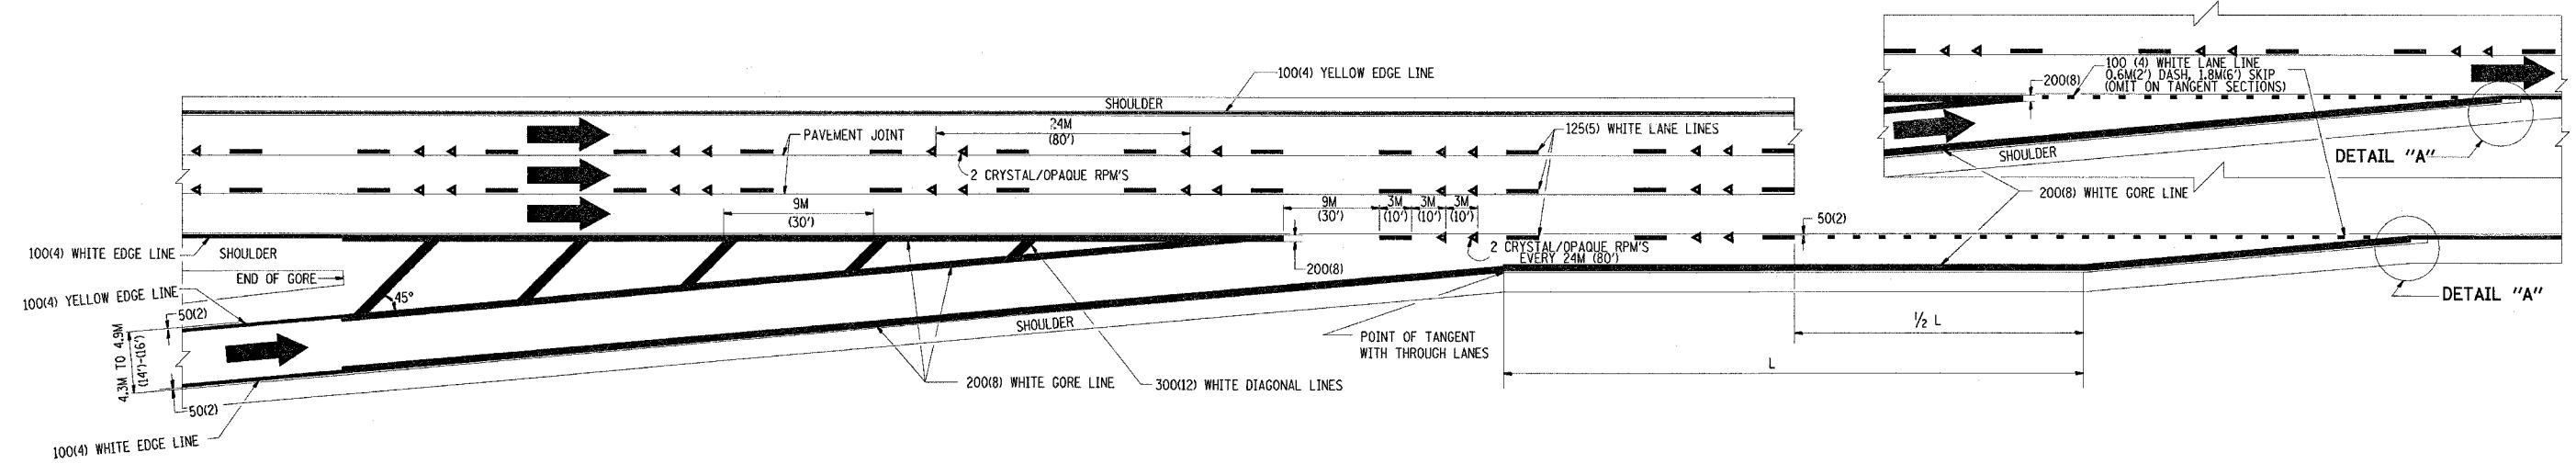 100(4) YELLOW EDGE LINE
SHOULDER
24M
(80')
PAVEMENT JOINT
125(5) WHITE LANE LINES
2 CRYSTAL/OPAQUE RPM'S
9M
(30')
9M
(30')
3M
(10')
3M
(10')
3M
(10')
100(4) WHITE EDGE LINE
SHOULDER
END OF GORE
100(4) YELLOW EDGE LINE
50(2)
45°
4.3M TO 4.9M
(14')-(16')
50(2)
100(4) WHITE EDGE LINE
200(8)
2 CRYSTAL/OPAQUE RPM'S
EVERY 24M (80')
SHOULDER
200(8) WHITE GORE LINE
300(12) WHITE DIAGONAL LINES
POINT OF TANGENT
WITH THROUGH LANES
50(2)
1/2 L
L
200(8)
100 (4) WHITE LANE LINE
0.6M(2') DASH, 1.8M(6') SKIP
(OMIT ON TANGENT SECTIONS)
SHOULDER
DETAIL "A"
200(8) WHITE GORE LINE
DETAIL "A"